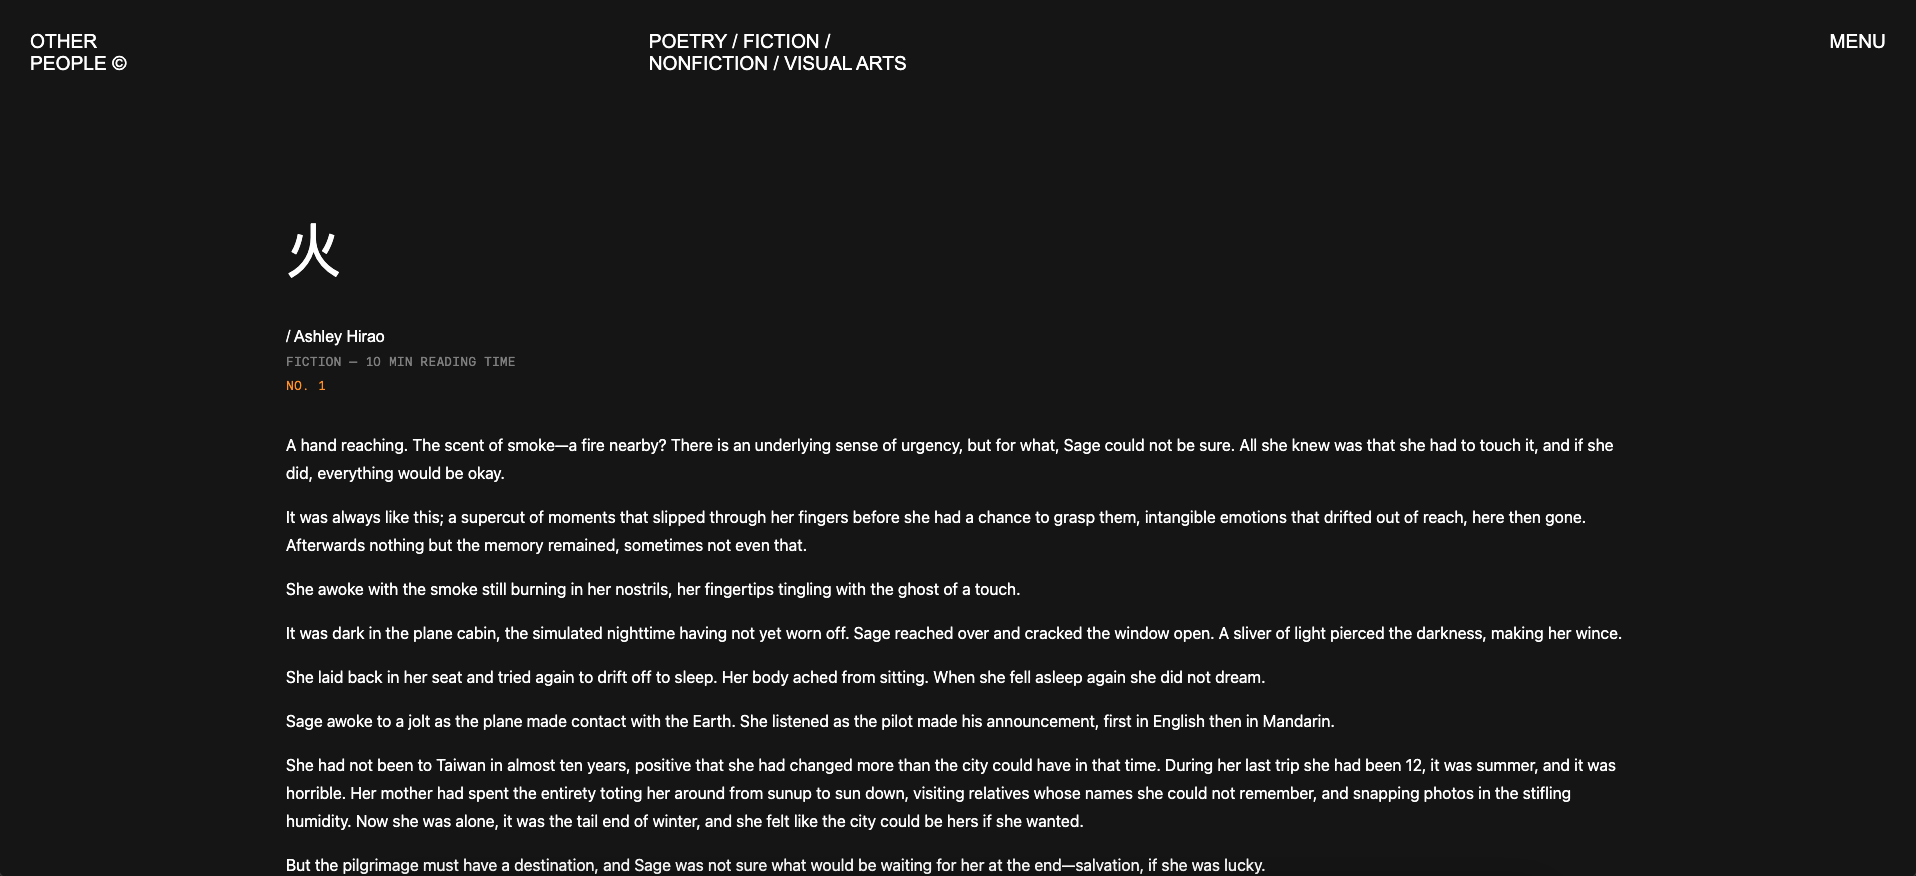 OTHER
PEOPLE ©
POETRY / FICTION /
NONFICTION / VISUAL ARTS
MENU
火
/ Ashley Hirao
FICTION — 10 MIN READING TIME
NO. 1
A hand reaching. The scent of smoke—a fire nearby? There is an underlying sense of urgency, but for what, Sage could not be sure. All she knew was that she had to touch it, and if she
did, everything would be okay.
It was always like this; a supercut of moments that slipped through her fingers before she had a chance to grasp them, intangible emotions that drifted out of reach, here then gone.
Afterwards nothing but the memory remained, sometimes not even that.
She awoke with the smoke still burning in her nostrils, her fingertips tingling with the ghost of a touch.
It was dark in the plane cabin, the simulated nighttime having not yet worn off. Sage reached over and cracked the window open. A sliver of light pierced the darkness, making her wince.
She laid back in her seat and tried again to drift off to sleep. Her body ached from sitting. When she fell asleep again she did not dream.
Sage awoke to a jolt as the plane made contact with the Earth. She listened as the pilot made his announcement, first in English then in Mandarin.
She had not been to Taiwan in almost ten years, positive that she had changed more than the city could have in that time. During her last trip she had been 12, it was summer, and it was
horrible. Her mother had spent the entirety toting her around from sunup to sun down, visiting relatives whose names she could not remember, and snapping photos in the stifling
humidity. Now she was alone, it was the tail end of winter, and she felt like the city could be hers if she wanted.
But the pilgrimage must have a destination, and Sage was not sure what would be waiting for her at the end—salvation, if she was lucky.